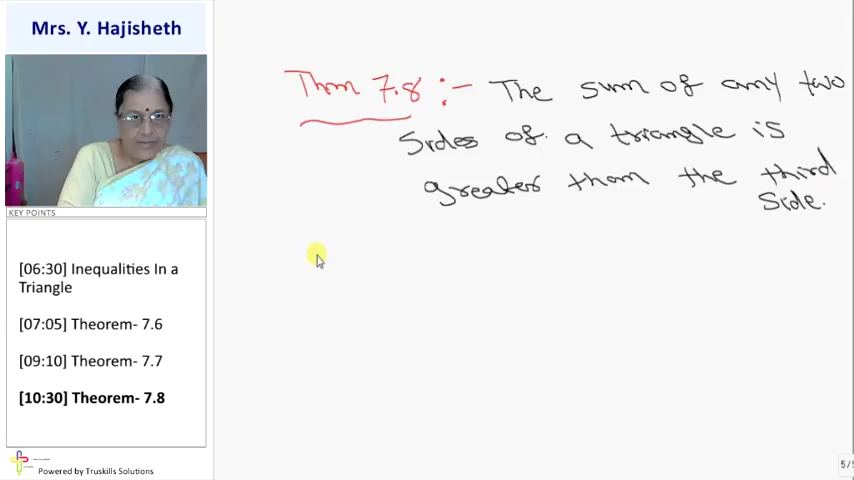 Mrs. Y. Hajisheth
KEY POINTS
[06:30] Inequalities In a
Triangle
[07:05] Theorem- 7.6
[09:10] Theorem- 7.7
[10:30] Theorem- 7.8
Powered by Truskills Solutions
Thm 7.8 :- The sum of any two
sides of a triangle is
greater than the third
side.
5/5